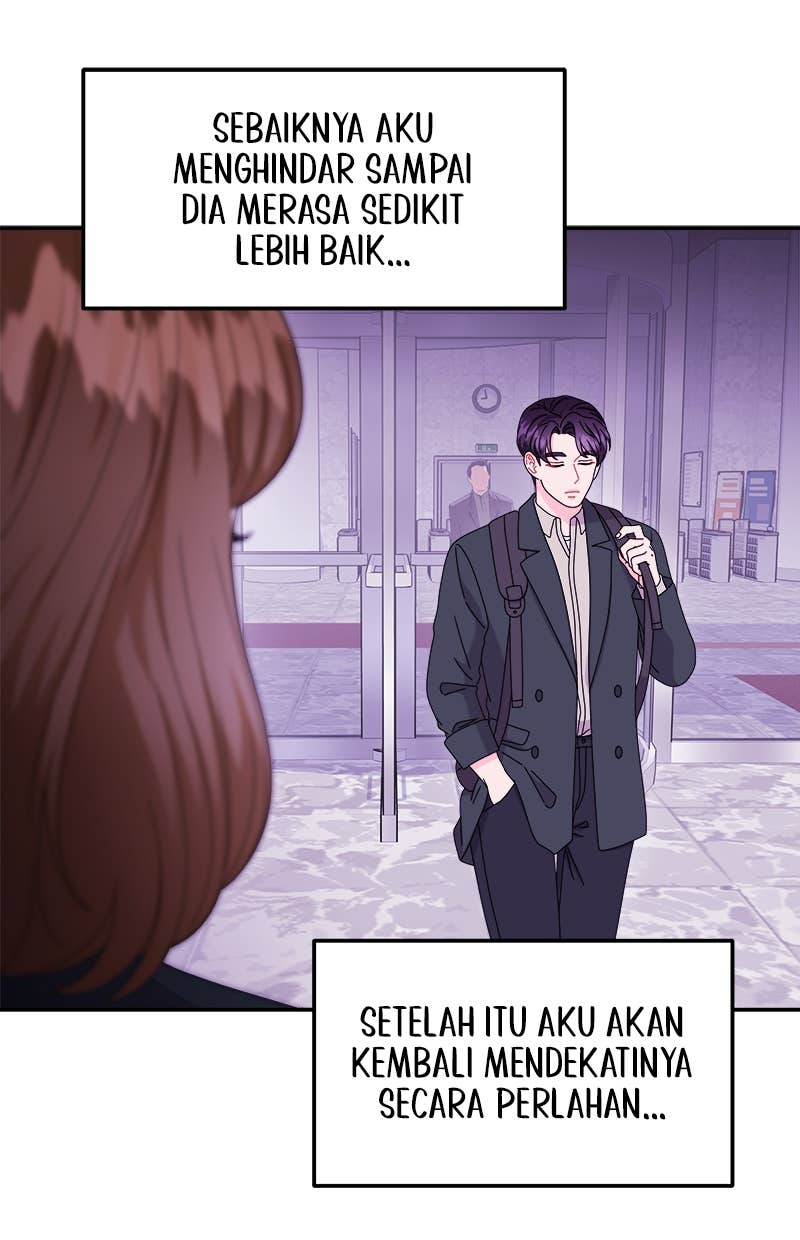 SEBAIKNYA AKU
MENGHINDAR SAMPAI
DIA MERASA SEDIKIT
LEBIH BAIK...
SETELAH ITU AKU AKAN
KEMBALI MENDEKATINYA
SECARA PERLAHAN...